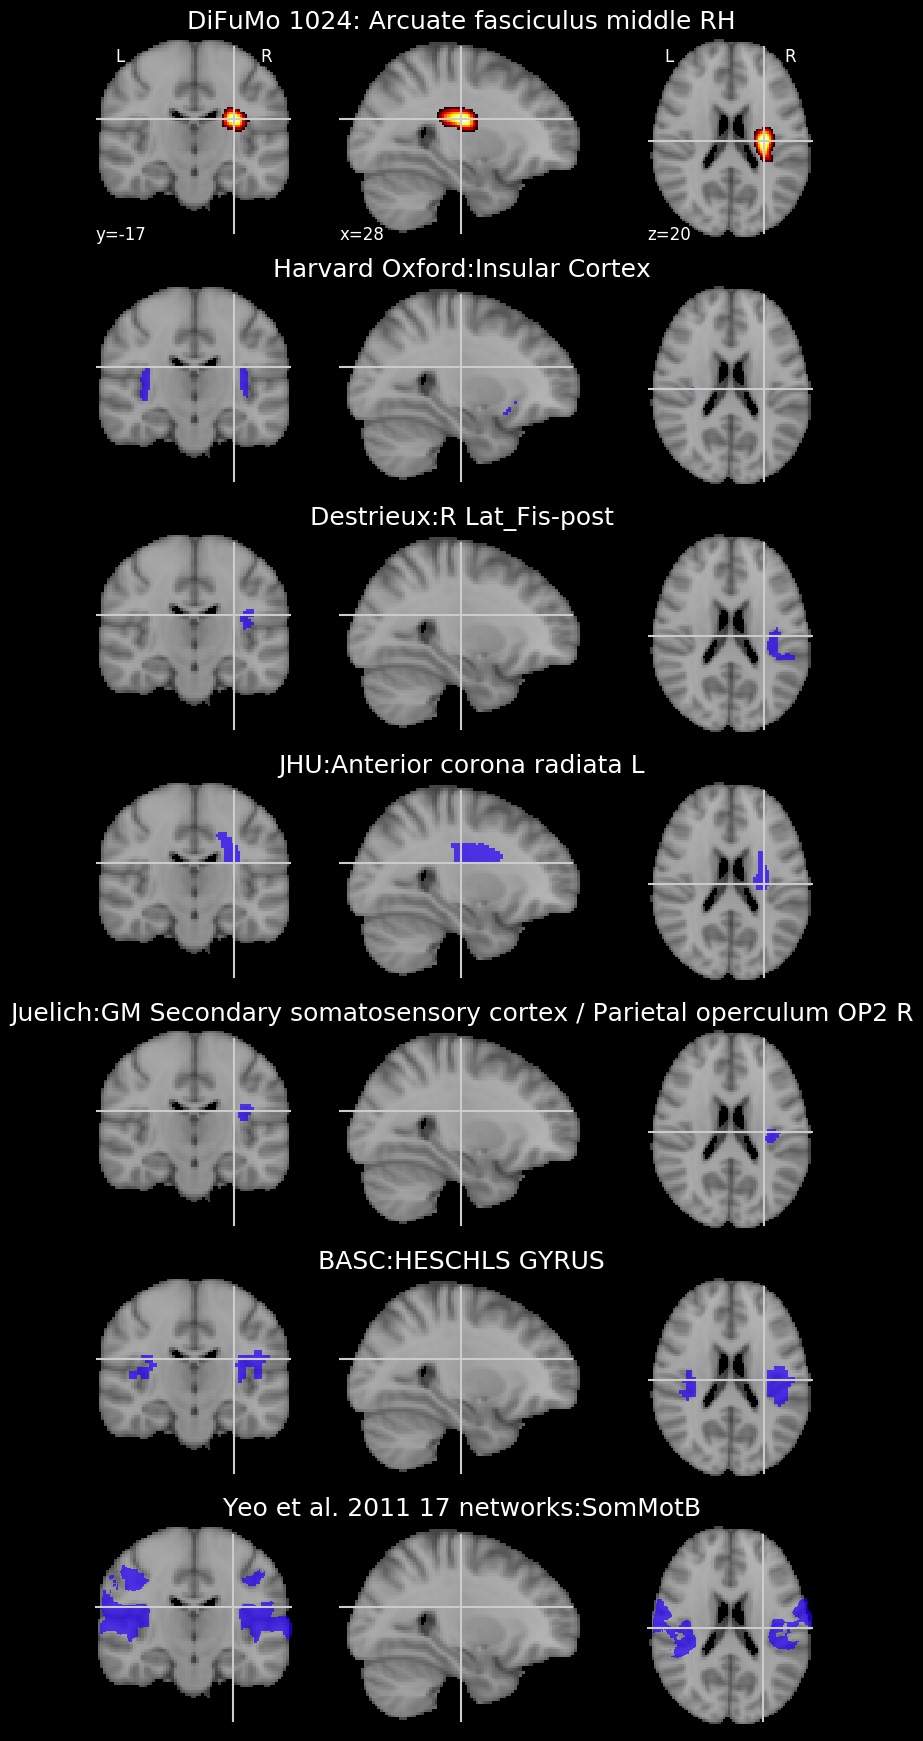 DiFuMo 1024: Arcuate fasciculus middle RH
L R L R
y=-17 x=28 z=20
Harvard Oxford:Insular Cortex
Destrieux:R Lat_Fis-post
JHU:Anterior corona radiata L
Juelich:GM Secondary somatosensory cortex / Parietal operculum OP2 R
BASC:HESCHLS GYRUS
Yeo et al. 2011 17 networks:SomMotB